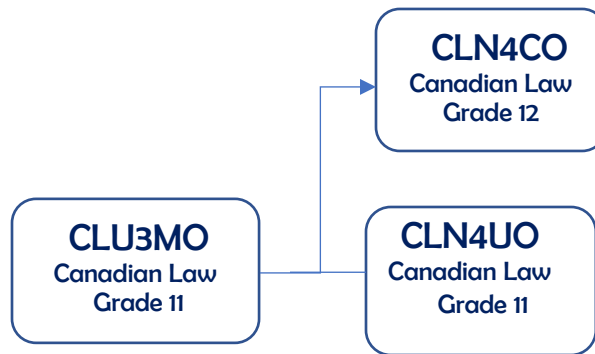 CLN4CO
Canadian Law
Grade 12
CLU3MO
Canadian Law
Grade 11
CLN4UO
Canadian Law
Grade 11